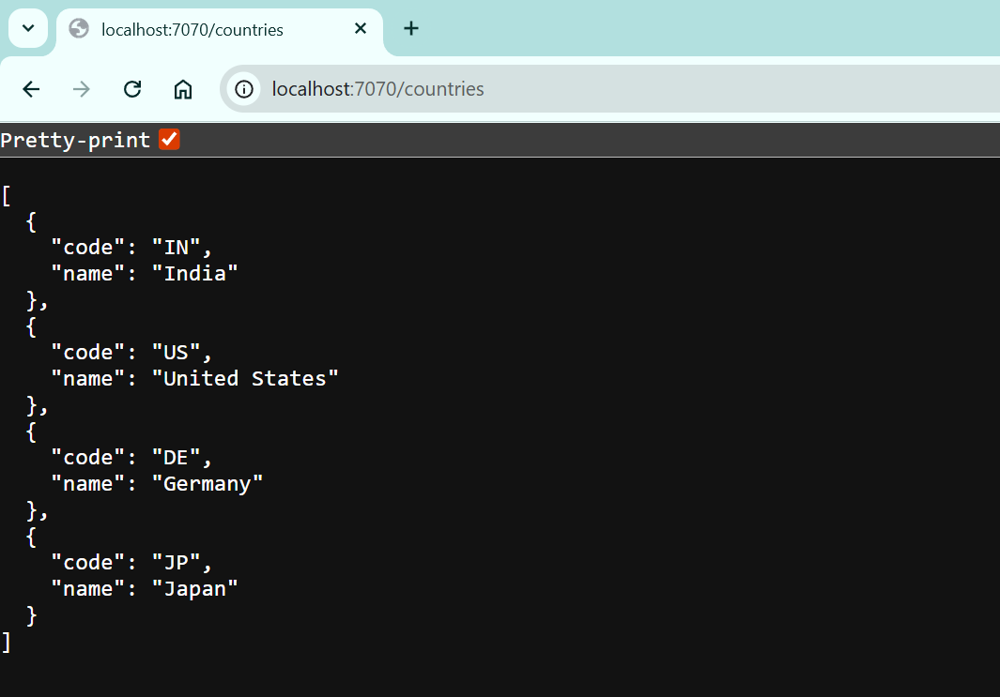 localhost:7070/countries
localhost:7070/countries
Pretty-print
[
  {
    "code": "IN",
    "name": "India"
  },
  {
    "code": "US",
    "name": "United States"
  },
  {
    "code": "DE",
    "name": "Germany"
  },
  {
    "code": "JP",
    "name": "Japan"
  }
]